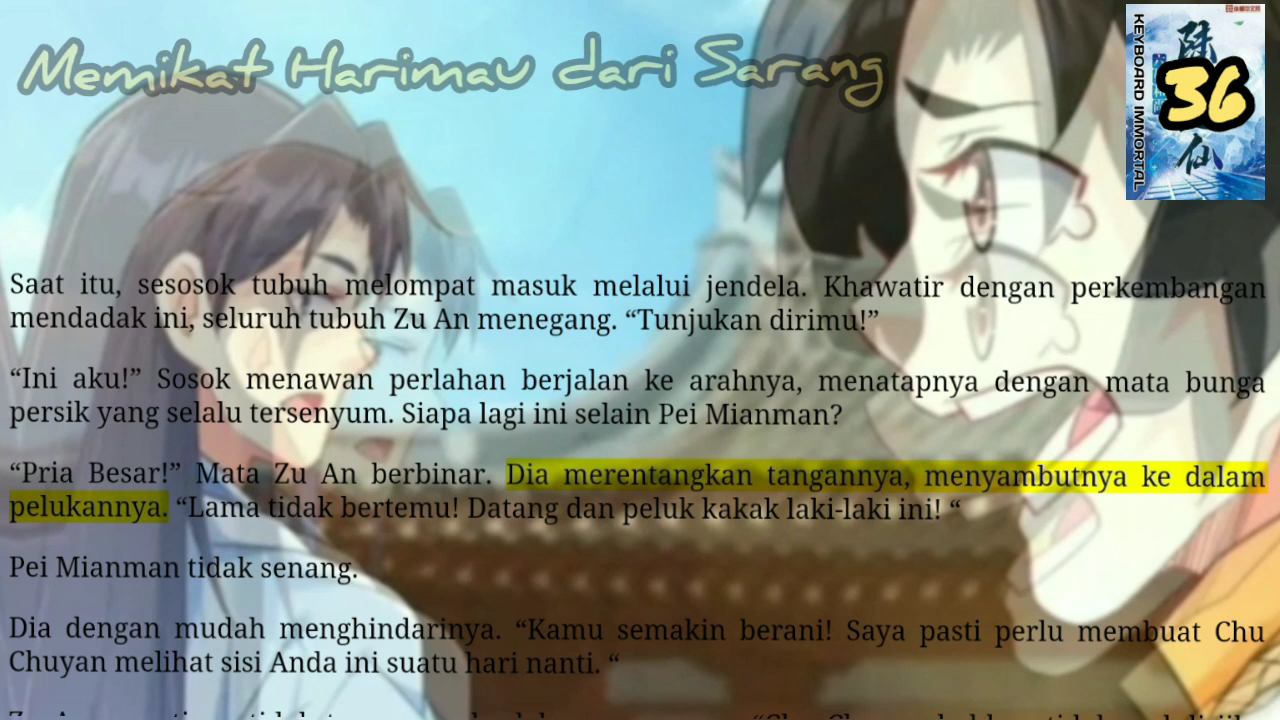 Memikat Harimau dari Sarang
KEYBOARD IMMORTAL
陸
36
仙
Saat itu, sesosok tubuh melompat masuk melalui jendela. Khawatir dengan perkembangan
mendadak ini, seluruh tubuh Zu An menegang. “Tunjukan dirimu!”
“Ini aku!” Sosok menawan perlahan berjalan ke arahnya, menatapnya dengan mata bunga
persik yang selalu tersenyum. Siapa lagi ini selain Pei Mianman?
“Pria Besar!” Mata Zu An berbinar. Dia merentangkan tangannya, menyambutnya ke dalam
pelukannya. “Lama tidak bertemu! Datang dan peluk kakak laki-laki ini! “
Pei Mianman tidak senang.
Dia dengan mudah menghindarinya. “Kamu semakin berani! Saya pasti perlu membuat Chu
Chuyan melihat sisi Anda ini suatu hari nanti. “